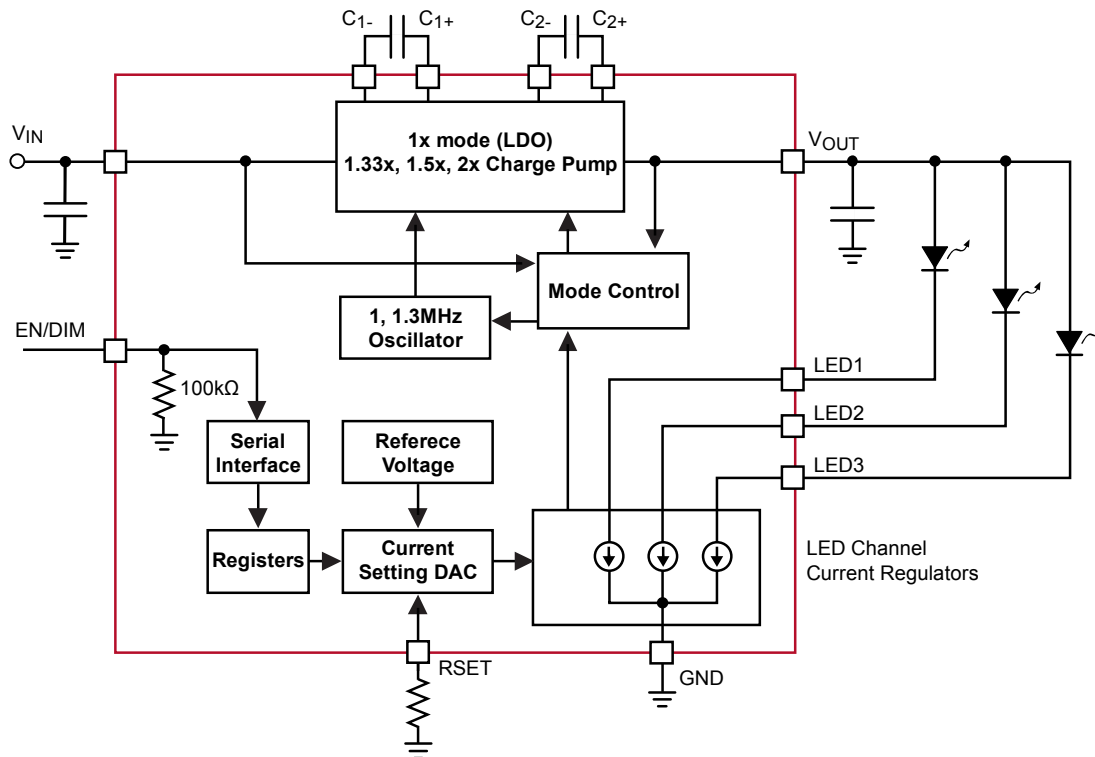 C1- C1+ C2- C2+
VIN
1x mode (LDO)
1.33x, 1.5x, 2x Charge Pump
VOUT
Mode Control
1, 1.3MHz
Oscillator
EN/DIM
100kΩ
LED1
LED2
LED3
Serial
Interface
Referece
Voltage
Registers
Current
Setting DAC
LED Channel
Current Regulators
RSET
GND